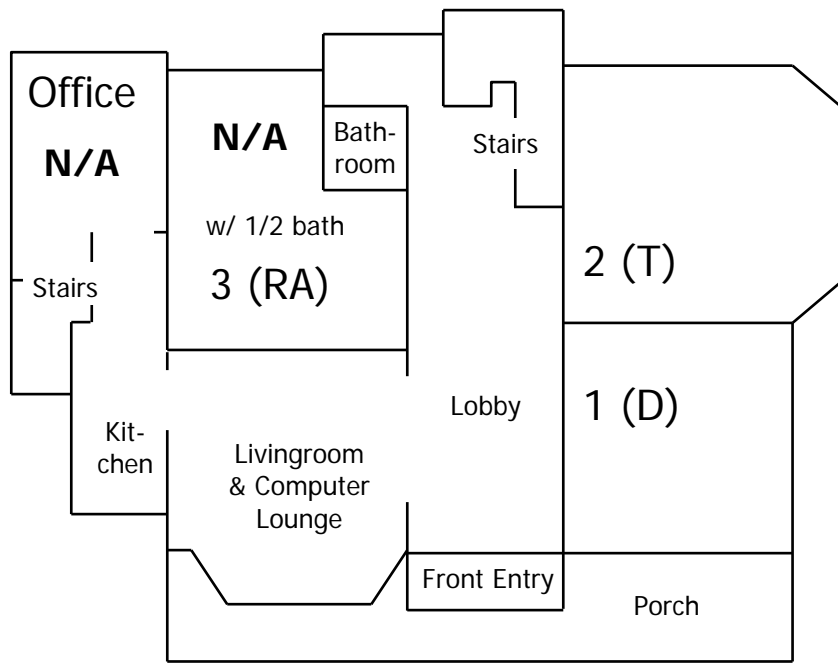 Office
N/A
N/A
Bath-
room
Stairs
w/ 1/2 bath
3 (RA)
2 (T)
Stairs
Lobby
1 (D)
Kit-
chen
Livingroom
& Computer
Lounge
Front Entry
Porch